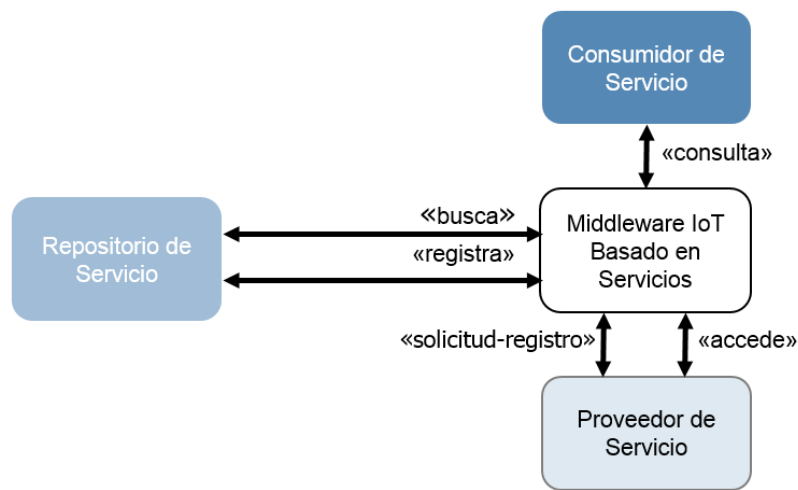 Consumidor de
Servicio
«consulta»
«busca»
Middleware IoT
Basado en
Servicios
Repositorio de
Servicio
«registra»
«solicitud-registro»
«accede»
Proveedor de
Servicio